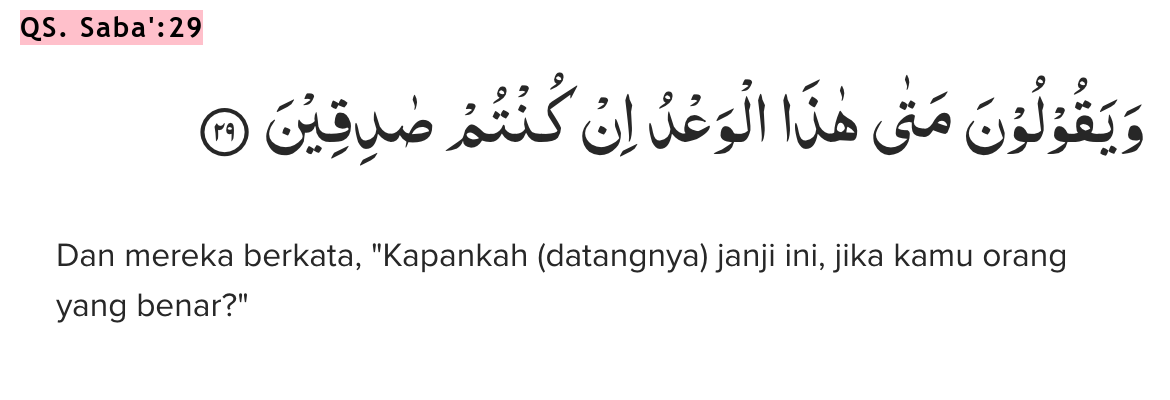 QS. Saba':29
وَيَقُوْلُوْنَ مَتٰى هٰذَا الْوَعْدُ اِنْ كُنْتُمْ صٰدِقِيْنَ ٢٩
Dan mereka berkata, "Kapankah (datangnya) janji ini, jika kamu orang
yang benar?"